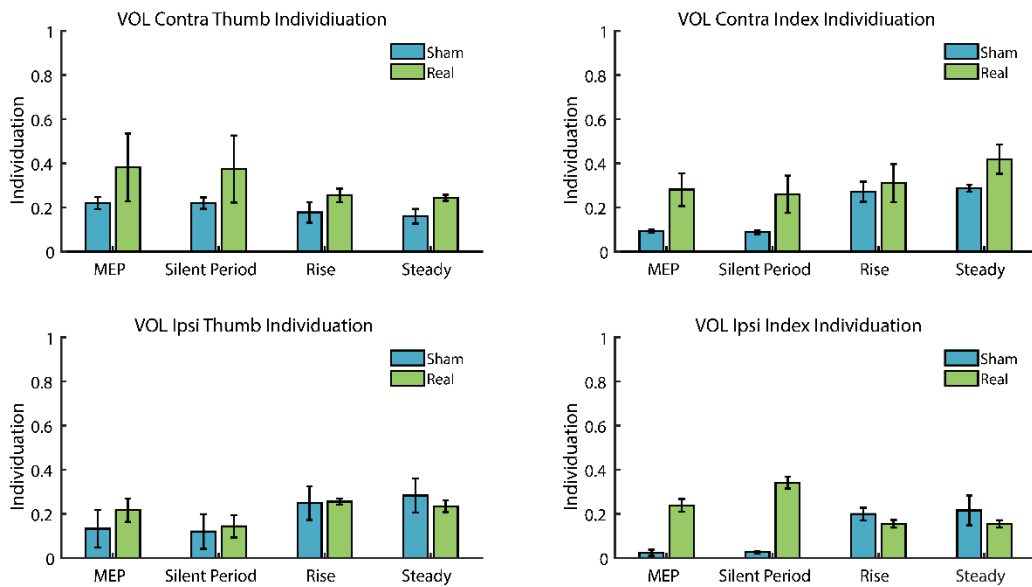 VOL Contra Thumb Individiuation
1
0.8
0.6
0.4
0.2
0
Individuation
Sham
Real
MEP Silent Period Rise Steady
VOL Contra Index Individiuation
1
0.8
0.6
0.4
0.2
0
Individuation
Sham
Real
MEP Silent Period Rise Steady
VOL Ipsi Thumb Individuation
1
0.8
0.6
0.4
0.2
0
Individuation
Sham
Real
MEP Silent Period Rise Steady
VOL Ipsi Index Individuation
1
0.8
0.6
0.4
0.2
0
Individuation
Sham
Real
MEP Silent Period Rise Steady